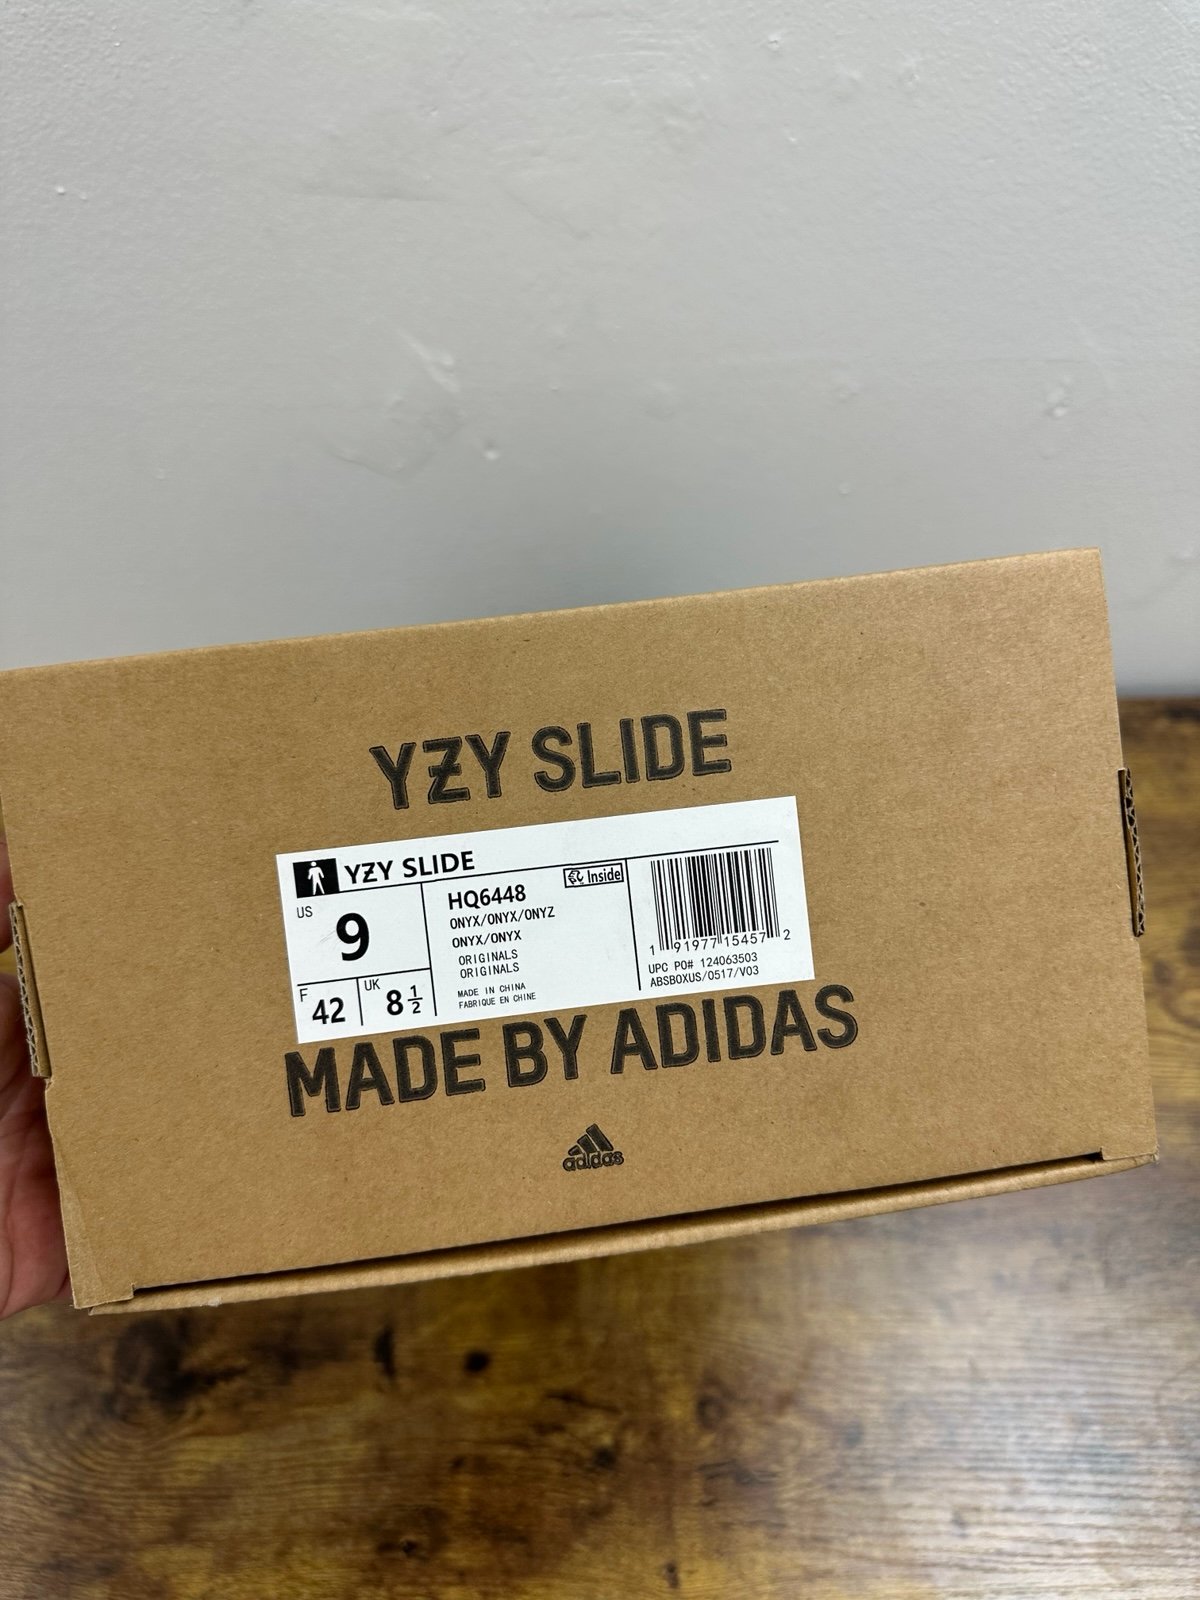 YZY SLIDE
YZY SLIDE
US
9
F
42
UK
8 1/2
HQ6448
Inside
ONYX/ONYX/ONYZ
ONYX/ONYX
ORIGINALS
ORIGINALS
MADE IN CHINA
FABRIQUE EN CHINE
1 91977 15457 2
UPC PO# 124063503
ABSBOXUS/0517/V03
MADE BY ADIDAS
adidas